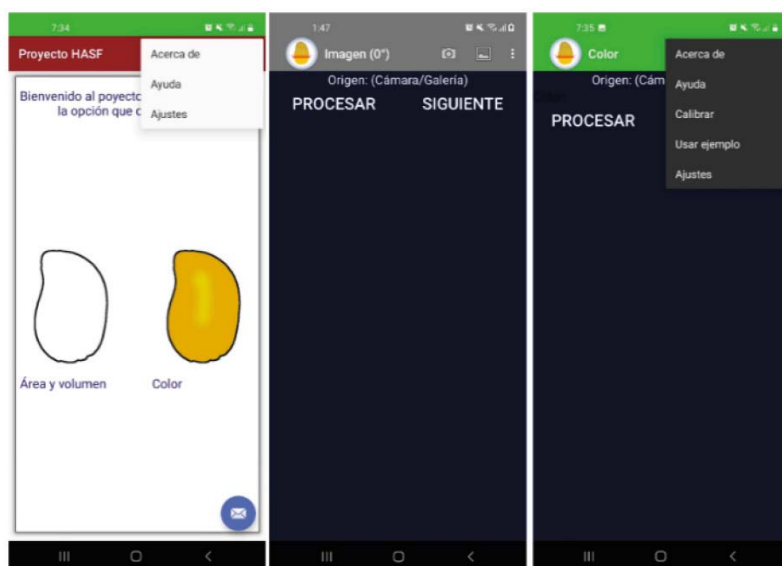 7:34
Proyecto HASF
Acerca de
Ayuda
Ajustes
Bienvenido al poyecto
la opción que
Área y volumen
Color
1:47
Imagen (0°)
Origen: (Cámara/Galería)
PROCESAR SIGUIENTE
7:35
Color
Origen: (Cám
Color:
PROCESAR
Acerca de
Ayuda
Calibrar
Usar ejemplo
Ajustes